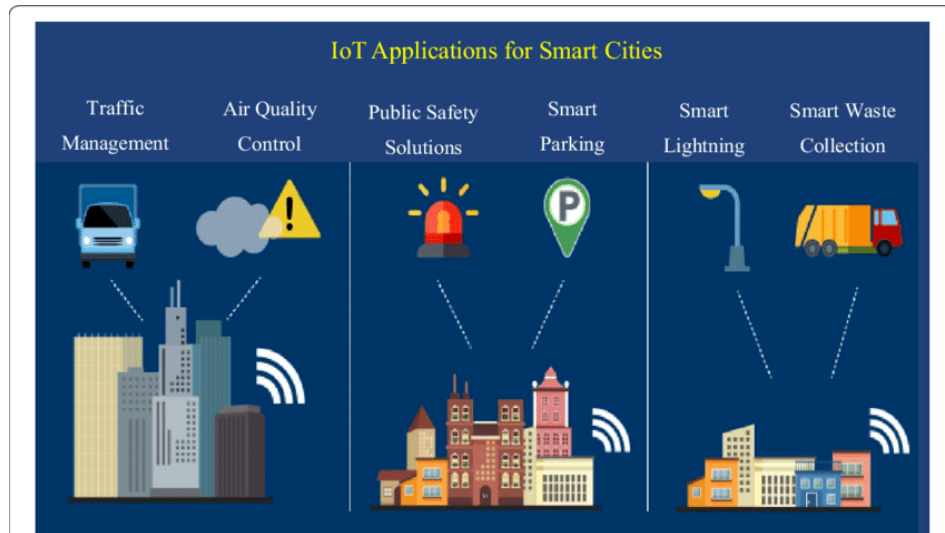 IoT Applications for Smart Cities
Traffic
Management
Air Quality
Control
Public Safety
Solutions
Smart
Parking
Smart
Lightning
Smart Waste
Collection
P